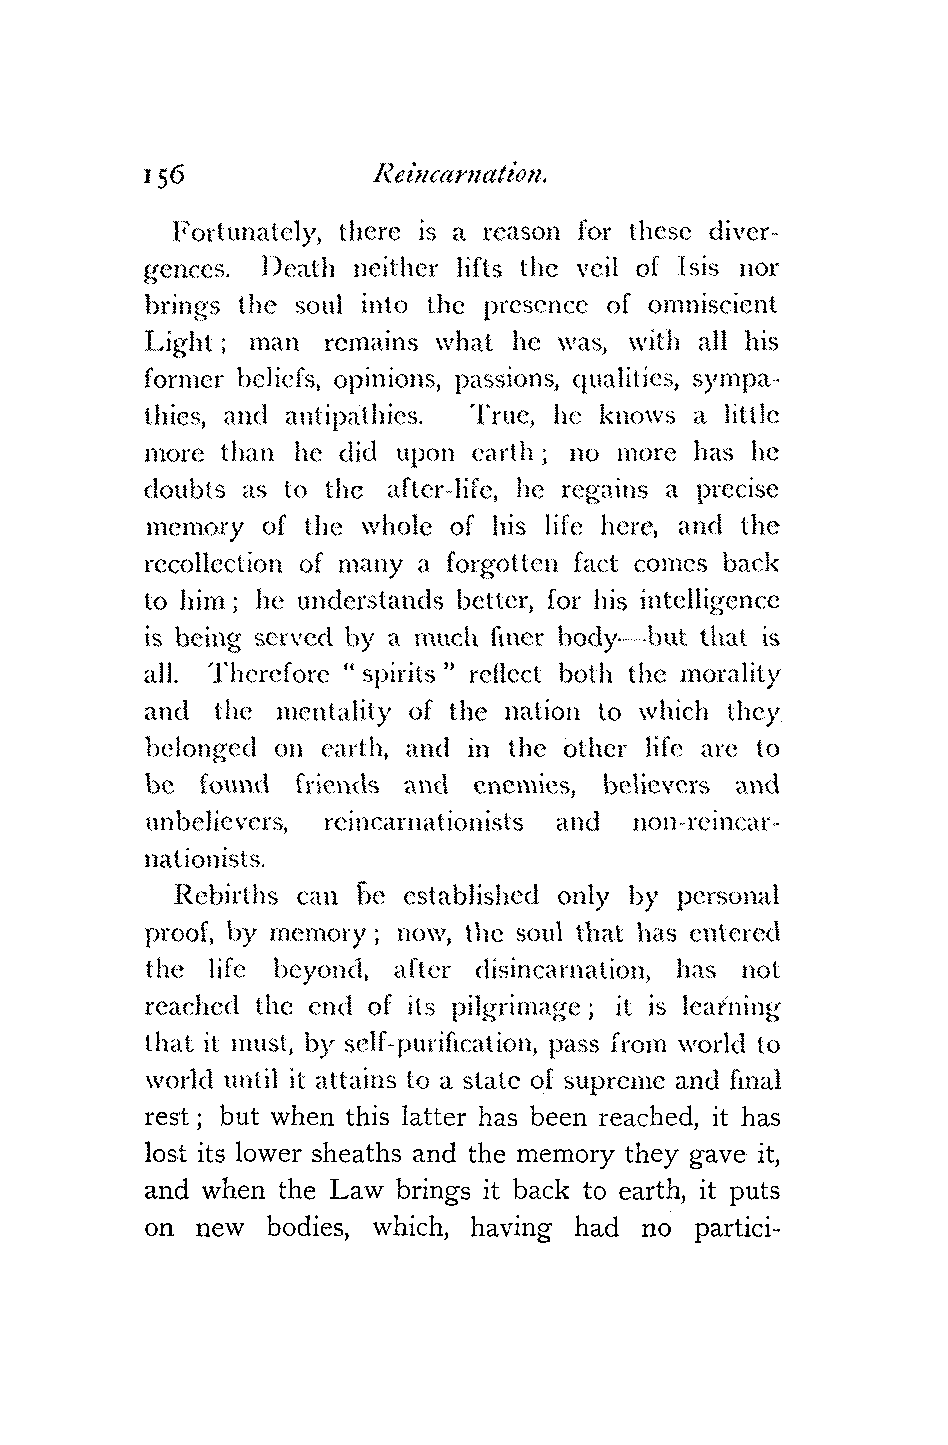 156 Reincarnation.
Fortunately, there is a reason for these diver-
gences. Death neither lifts the veil of Isis nor
brings the soul into the presence of omniscient
Light ; man remains what he was, with all his
former beliefs, opinions, passions, qualities, sympa-
thies, and antipathies. True, he knows a little
more than he did upon earth ; no more has he
doubts as to the after-life, he regains a precise
memory of the whole of his life here, and the
recollection of many a forgotten fact comes back
to him ; he understands better, for his intelligence
is being served by a much finer body—but that is
all. Therefore “ spirits ” reflect both the morality
and the mentality of the nation to which they
belonged on earth, and in the other life are to
be found friends and enemies, believers and
unbelievers, reincarnationists and non-reincar-
nationists.
Rebirths can be established only by personal
proof, by memory ; now, the soul that has entered
the life beyond, after disincarnation, has not
reached the end of its pilgrimage ; it is learning
that it must, by self-purification, pass from world to
world until it attains to a state of supreme and final
rest ; but when this latter has been reached, it has
lost its lower sheaths and the memory they gave it,
and when the Law brings it back to earth, it puts
on new bodies, which, having had no partici-